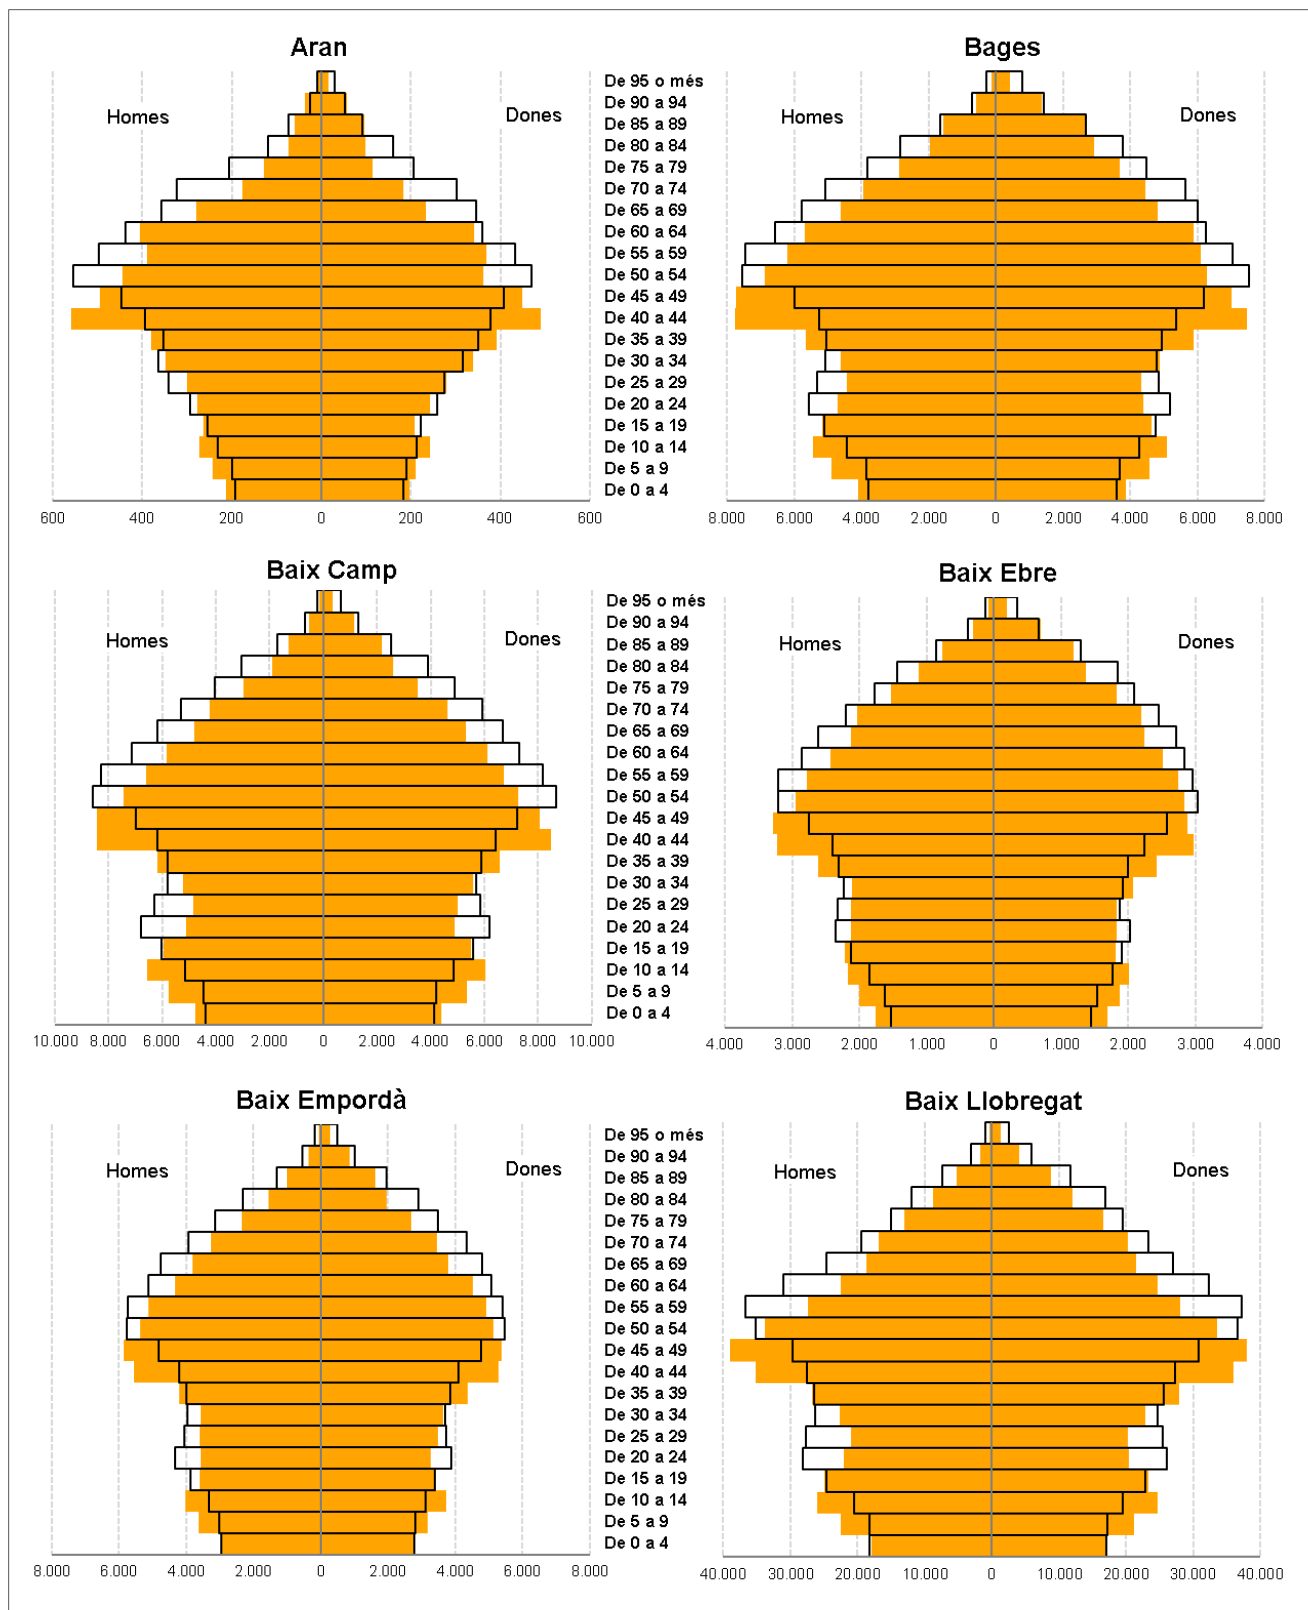 Aran
Bages
Homes
Dones
De 95 o més
De 90 a 94
De 85 a 89
De 80 a 84
De 75 a 79
De 70 a 74
De 65 a 69
De 60 a 64
De 55 a 59
De 50 a 54
De 45 a 49
De 40 a 44
De 35 a 39
De 30 a 34
De 25 a 29
De 20 a 24
De 15 a 19
De 10 a 14
De 5 a 9
De 0 a 4
Homes
Dones
600 400 200 0 200 400 600
8.000 6.000 4.000 2.000 0 2.000 4.000 6.000 8.000
Baix Camp
Baix Ebre
Homes
Dones
De 95 o més
De 90 a 94
De 85 a 89
De 80 a 84
De 75 a 79
De 70 a 74
De 65 a 69
De 60 a 64
De 55 a 59
De 50 a 54
De 45 a 49
De 40 a 44
De 35 a 39
De 30 a 34
De 25 a 29
De 20 a 24
De 15 a 19
De 10 a 14
De 5 a 9
De 0 a 4
Homes
Dones
10.000 8.000 6.000 4.000 2.000 0 2.000 4.000 6.000 8.000 10.000
4.000 3.000 2.000 1.000 0 1.000 2.000 3.000 4.000
Baix Empordà
Baix Llobregat
Homes
Dones
De 95 o més
De 90 a 94
De 85 a 89
De 80 a 84
De 75 a 79
De 70 a 74
De 65 a 69
De 60 a 64
De 55 a 59
De 50 a 54
De 45 a 49
De 40 a 44
De 35 a 39
De 30 a 34
De 25 a 29
De 20 a 24
De 15 a 19
De 10 a 14
De 5 a 9
De 0 a 4
Homes
Dones
8.000 6.000 4.000 2.000 0 2.000 4.000 6.000 8.000
40.000 30.000 20.000 10.000 0 10.000 20.000 30.000 40.000